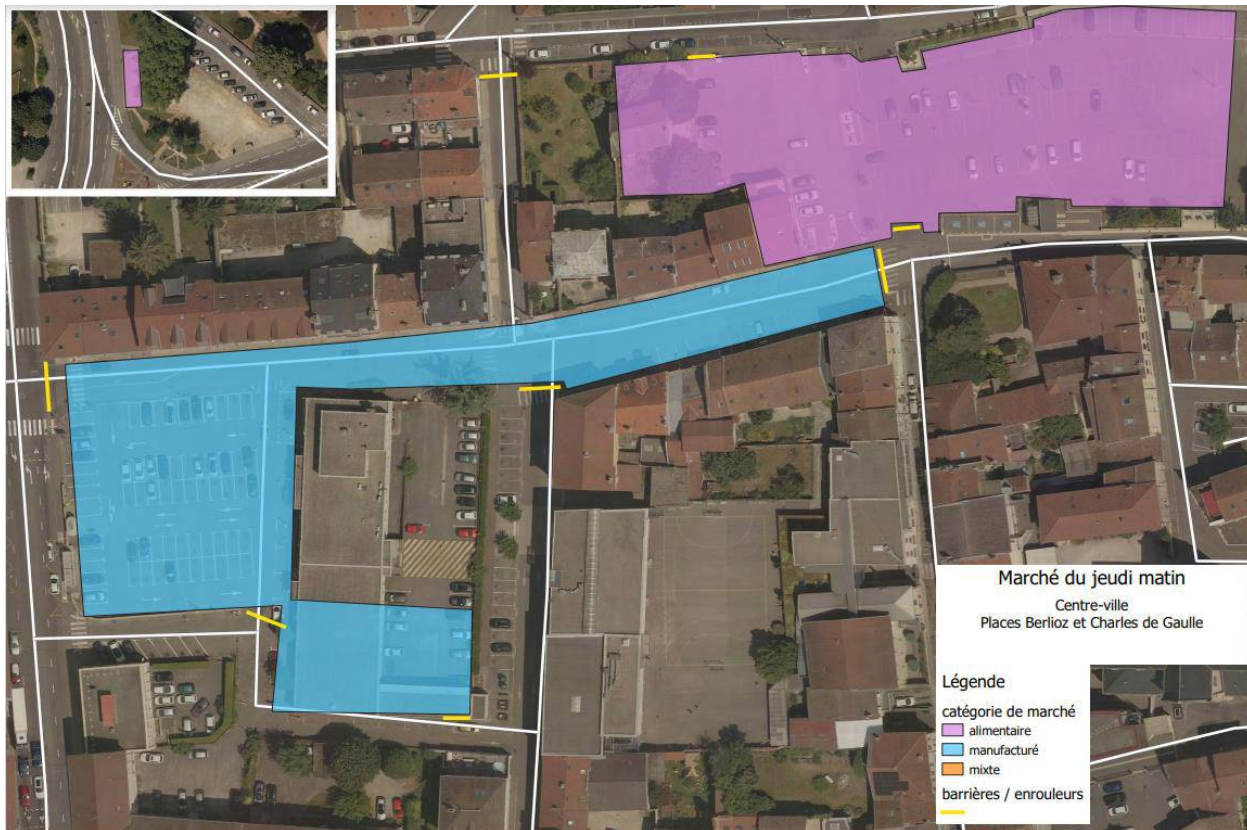 Marché du jeudi matin
Centre-ville
Places Berlioz et Charles de Gaulle
Légende
catégorie de marché
alimentaire
manufacturé
mixte
barrières / enrouleurs